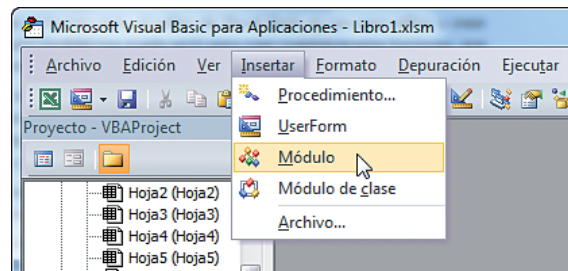 Microsoft Visual Basic para Aplicaciones - Libro1.xlsm
Archivo Edición Ver Insertar Formato Depuración Ejecutar
Procedimiento...
Proyecto - VBAProject
UserForm
Módulo
Módulo de clase
Hoja2 (Hoja2)
Hoja3 (Hoja3)
Archivo...
Hoja4 (Hoja4)
Hoja5 (Hoja5)